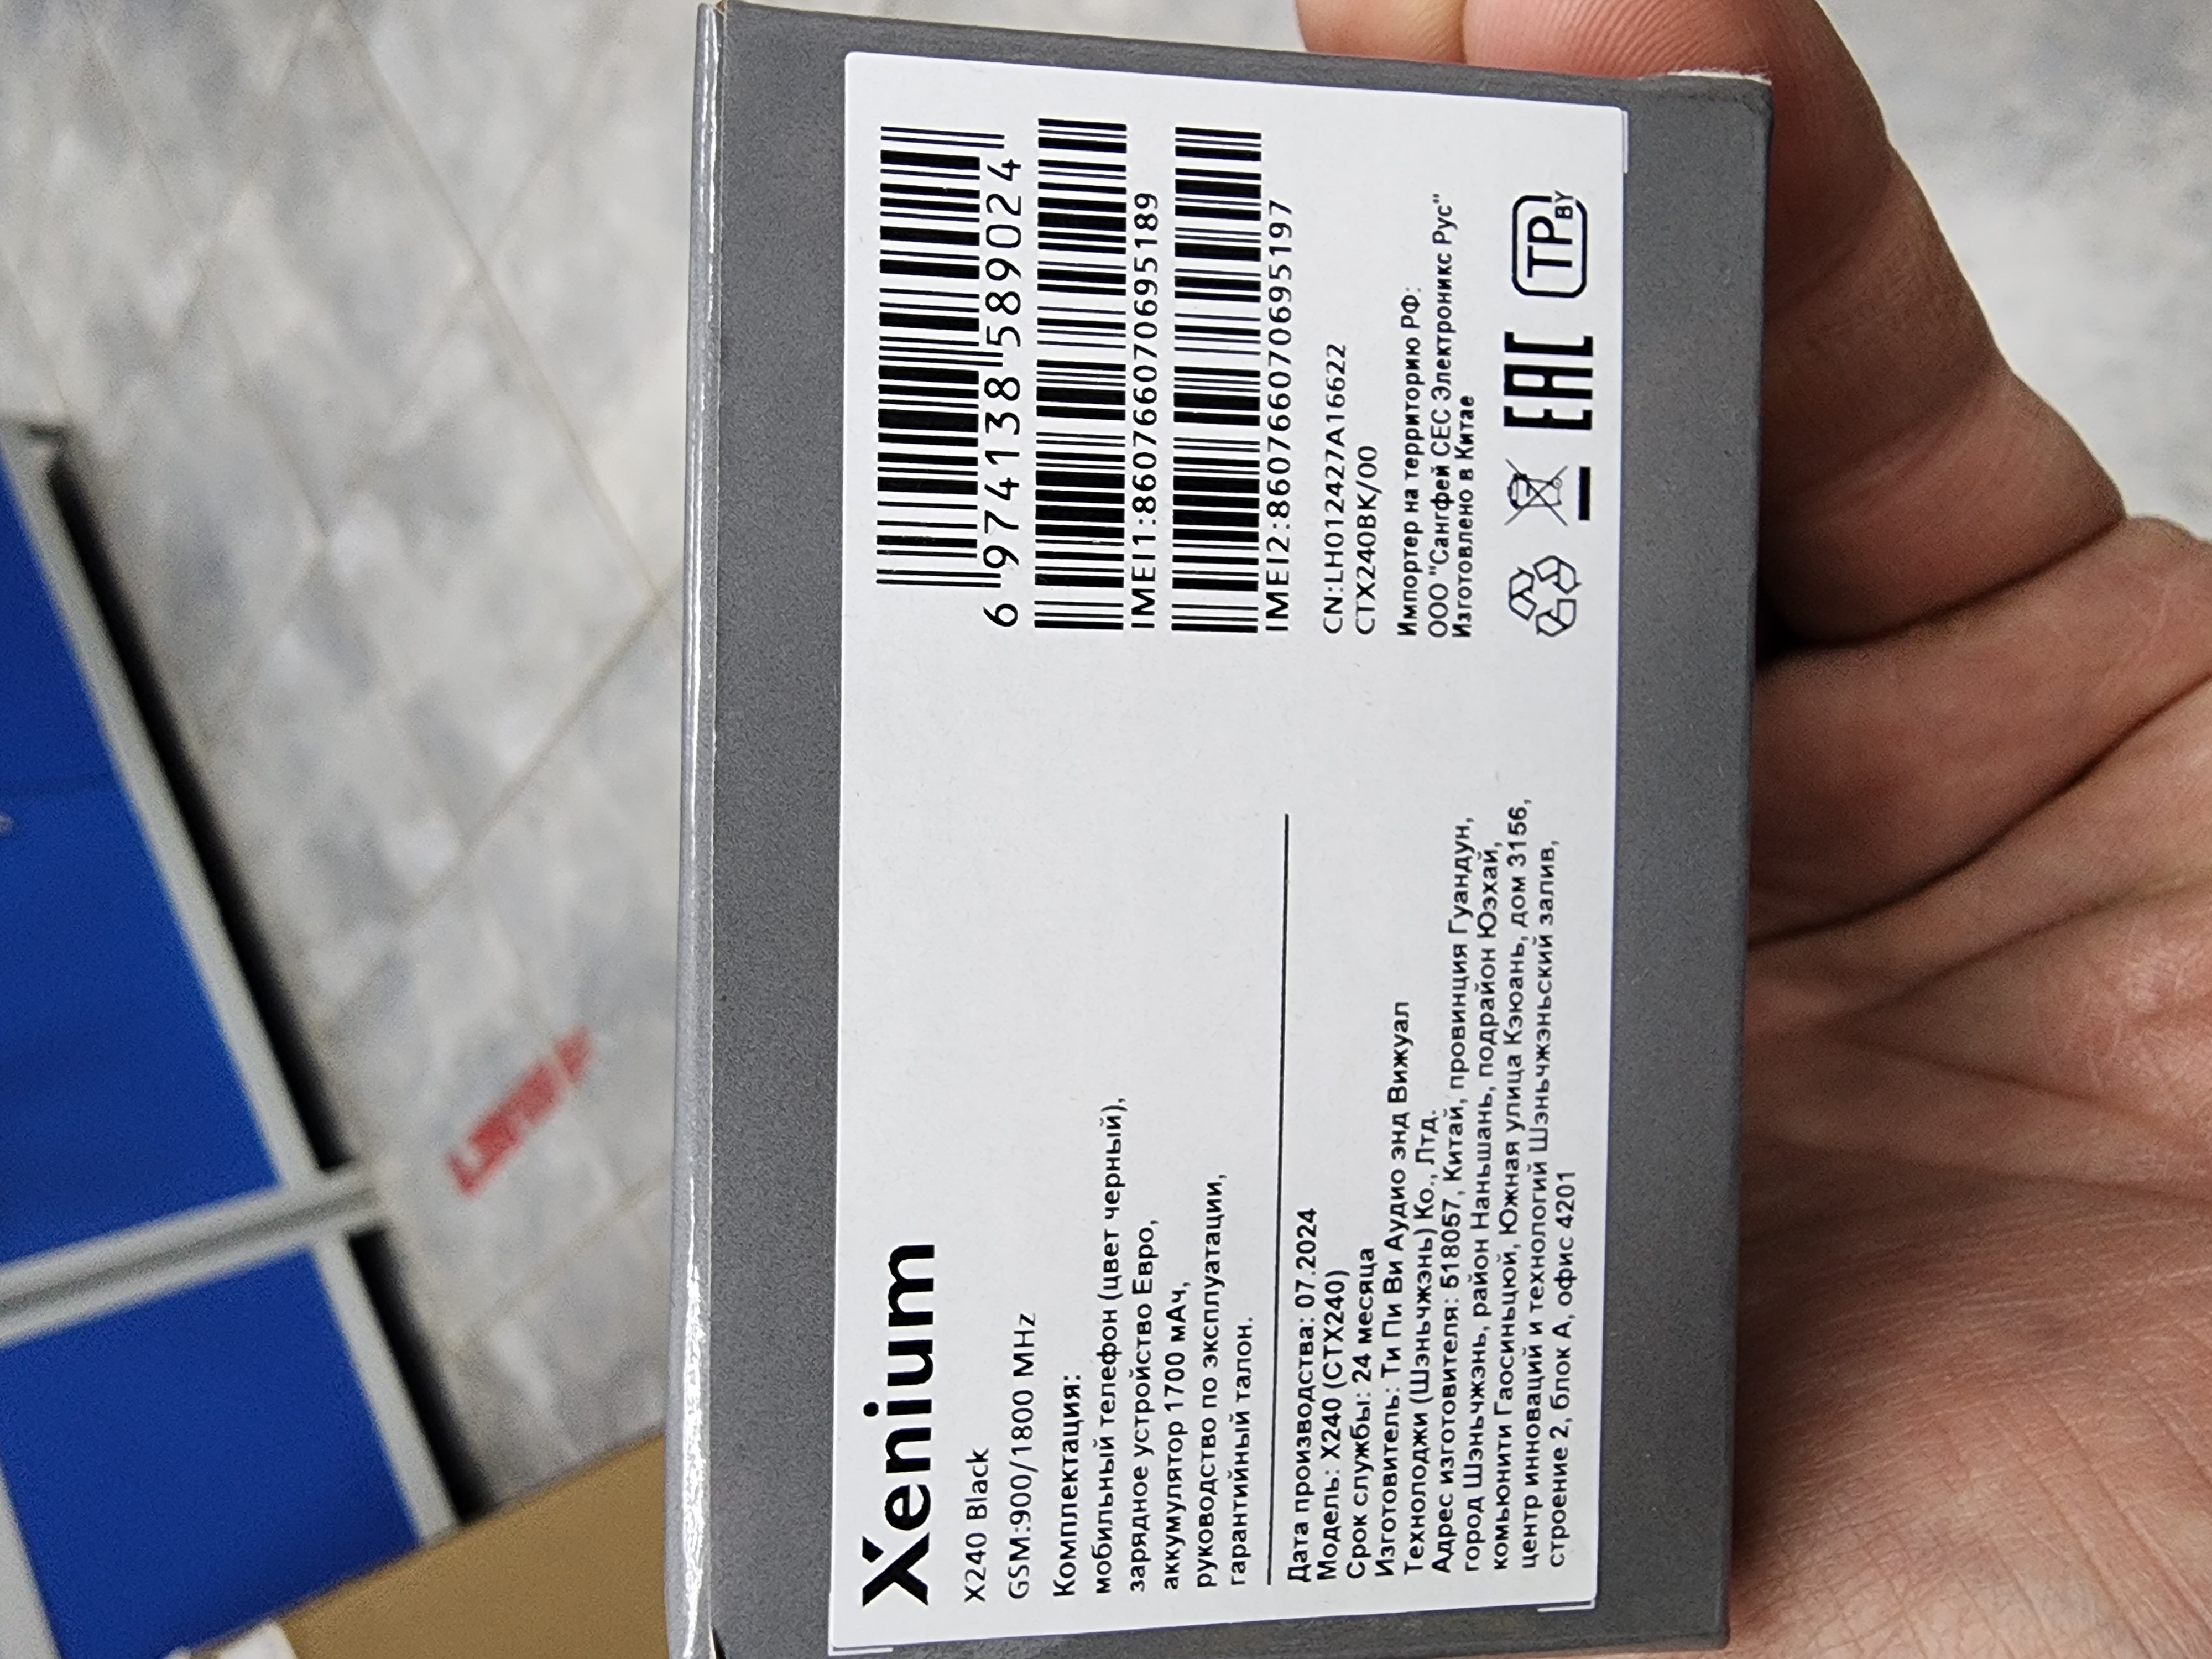 Xenium
X240 Black
GSM:900/1800 MHz
Комплектация:
мобильный телефон (цвет черный),
зарядное устройство Евро,
аккумулятор 1700 мАч,
руководство по эксплуатации,
гарантийный талон.
Дата производства: 07.2024
Модель: X240 (CTX240)
Срок службы: 24 месяца
Изготовитель: Ти Пи Ви Аудио энд Вижуал
Технолоджи (Шэньчжэнь) Ко., Лтд.
Адрес изготовителя: 518057, Китай, провинция Гуандун,
город Шэньчжэнь, район Наньшань, подрайон Юэхай,
комьюнити Гаосиньцюй, Южная улица Кэюань, дом 3156,
центр инноваций и технологий Шэньчжэньский залив,
строение 2, блок А, офис 4201
6 974138 589024
IMEI1:860766070695189
IMEI2:860766070695197
CN:LH012427A16622
CTX240BK/00
Импортер на территорию РФ:
ООО "Сангфей СЕС Электроникс Рус"
Изготовлено в Китае
EAC
TP BY